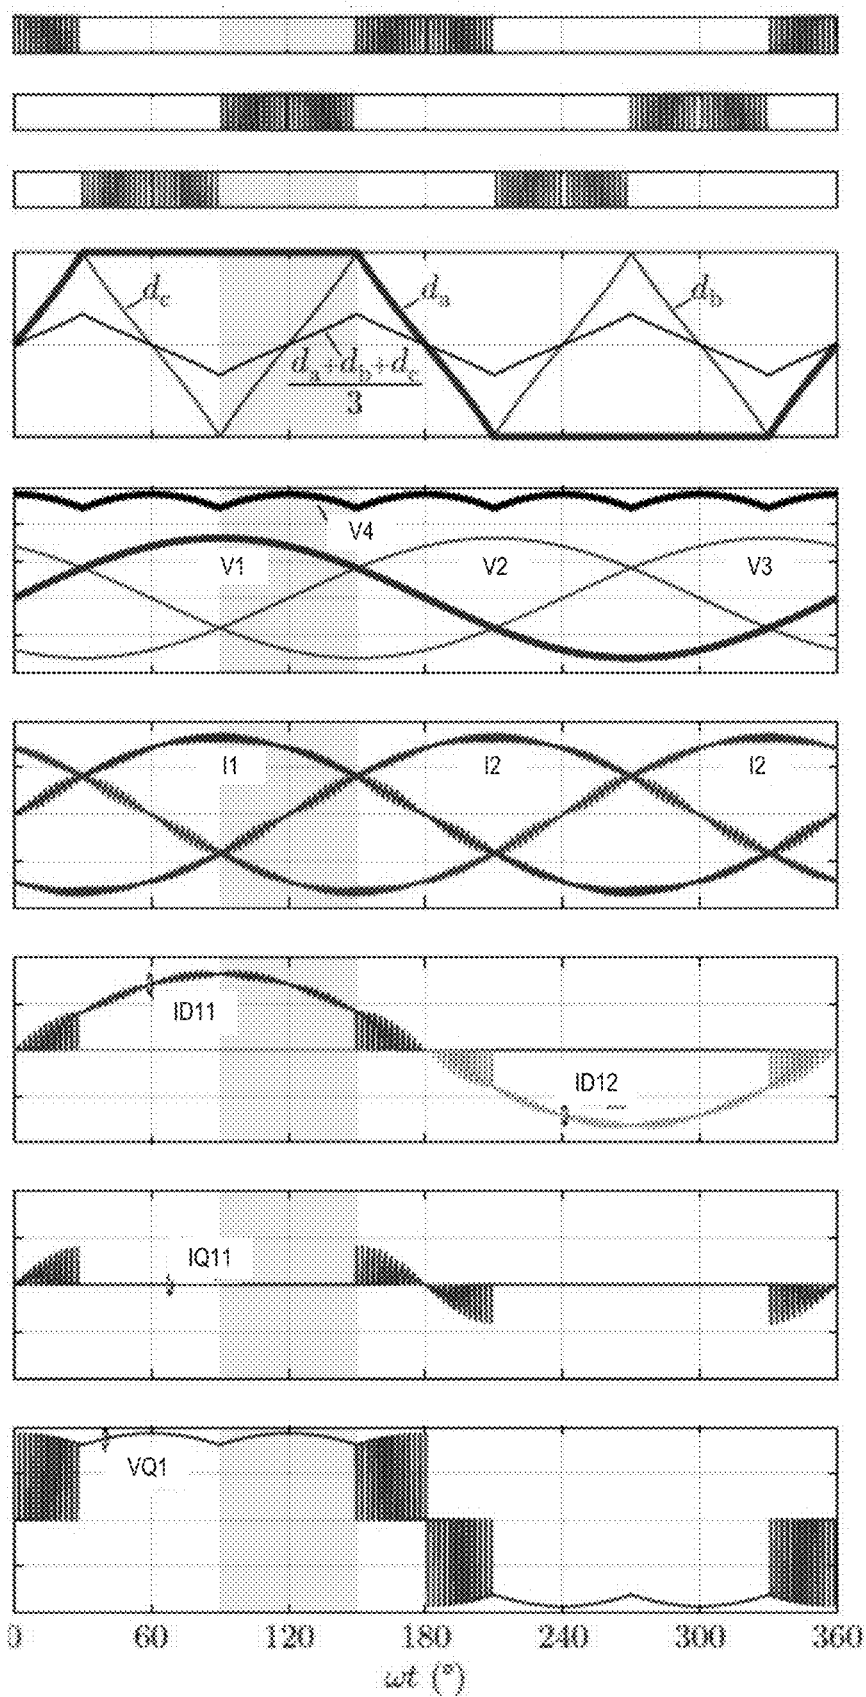 d_c d_a d_b
d_a+d_b+d_c
3
V4
V1 V2 V3
I1 I2 I2
ID11
ID12
IQ11
VQ1
0 60 120 180 240 300 360
ωt (°)